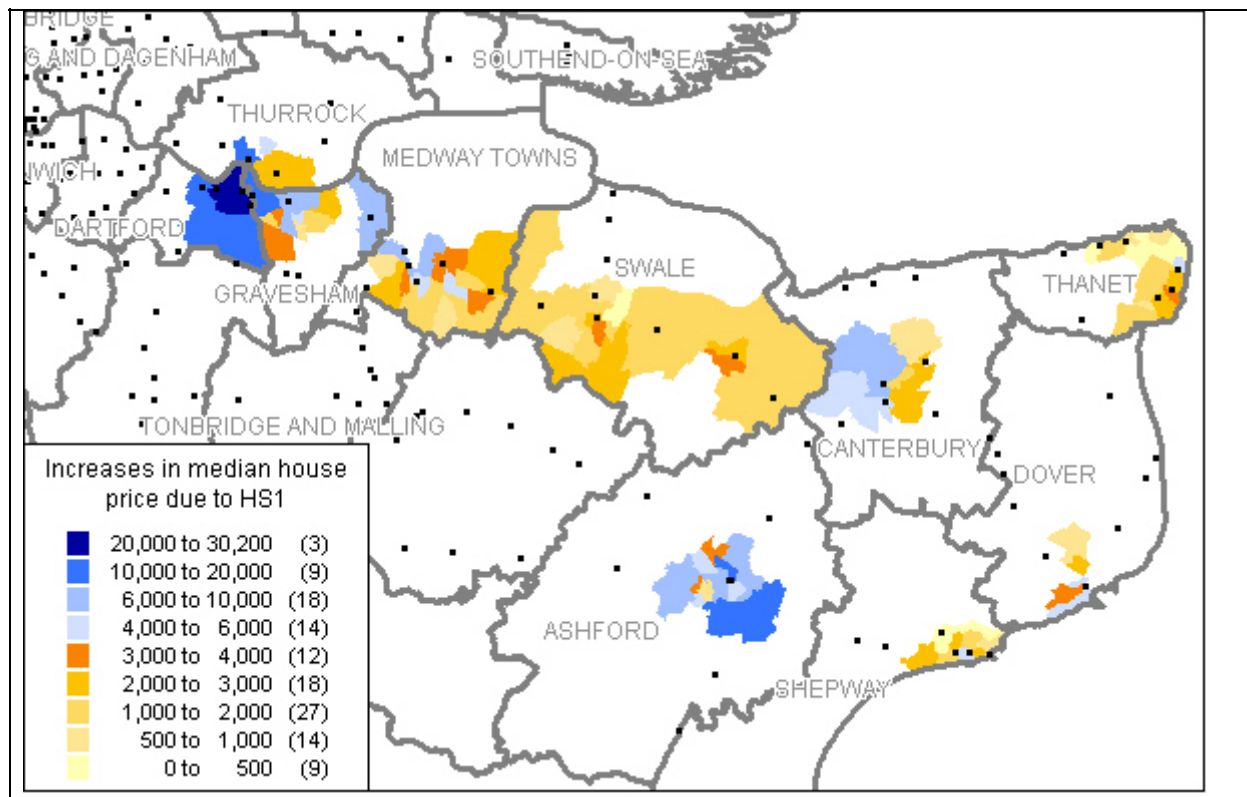 BRIDGE
G AND DAGENHAM
SOUTHEND-ON-SEA
THURROCK
MEDWAY TOWNS
NWICH
DARTFORD
SWALE
THANET
GRAVESHAM
TONBRIDGE AND MALLING
CANTERBURY
DOVER
ASHFORD
SHEPWAY
Increases in median house
price due to HS1
20,000 to 30,200 (3)
10,000 to 20,000 (9)
6,000 to 10,000 (18)
4,000 to 6,000 (14)
3,000 to 4,000 (12)
2,000 to 3,000 (18)
1,000 to 2,000 (27)
500 to 1,000 (14)
0 to 500 (9)